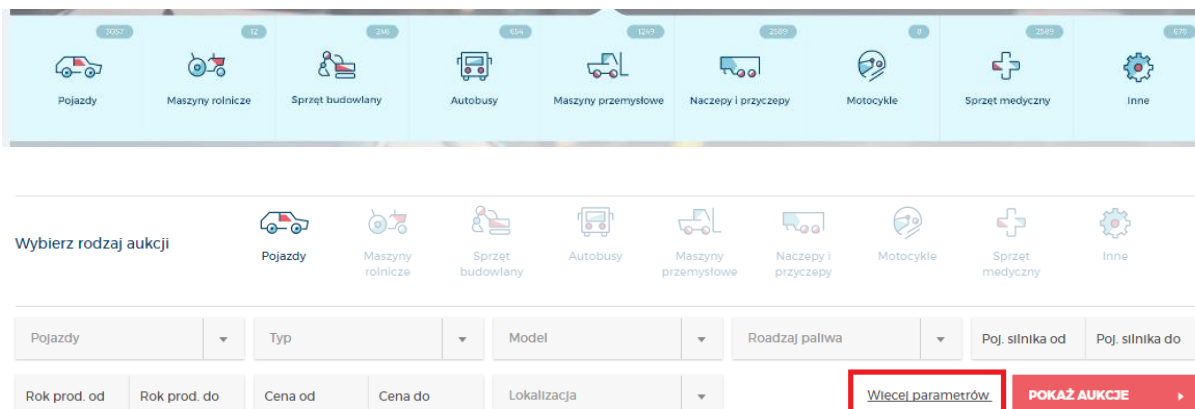 3057 12 246 654 1249 2589 0 2589 670
Pojazdy Maszyny rolnicze Sprzęt budowlany Autobusy Maszyny przemysłowe Naczepy i przyczepy Motocykle Sprzęt medyczny Inne
Wybierz rodzaj aukcji
Pojazdy Maszyny rolnicze Sprzęt budowlany Autobusy Maszyny przemysłowe Naczepy i przyczepy Motocykle Sprzęt medyczny Inne
Pojazdy Typ Model Roadzaj paliwa Poj. silnika od Poj. silnika do
Rok prod. od Rok prod. do Cena od Cena do Lokalizacja Więcej parametrów POKAŻ AUKCJE